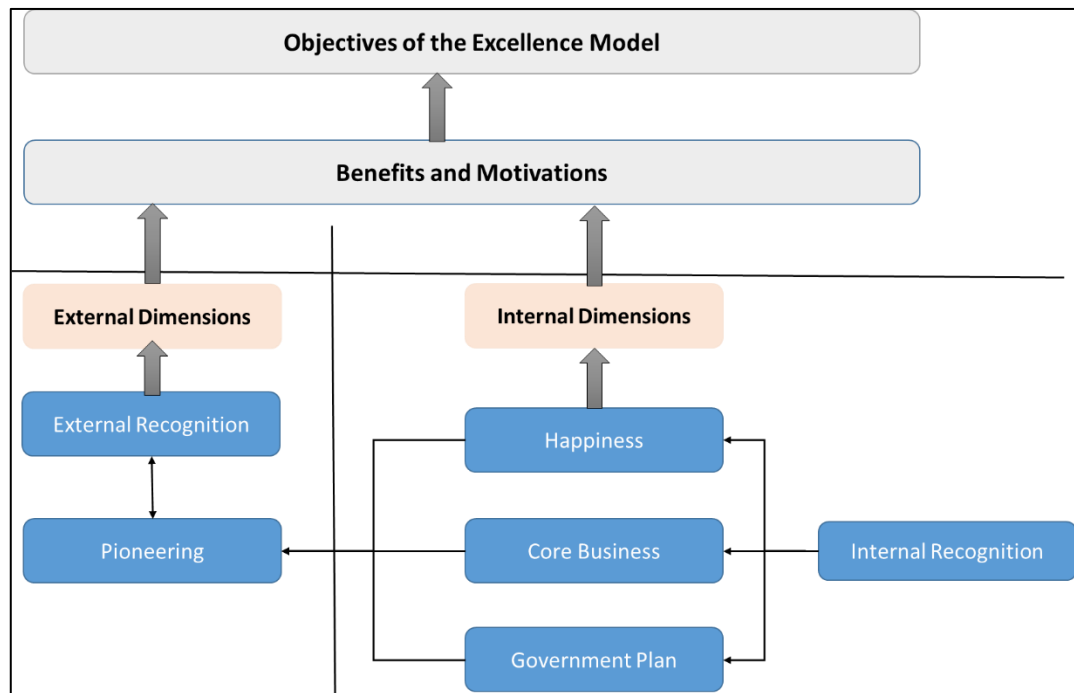 Objectives of the Excellence Model
Benefits and Motivations
External Dimensions
Internal Dimensions
External Recognition
Happiness
Pioneering
Core Business
Internal Recognition
Government Plan